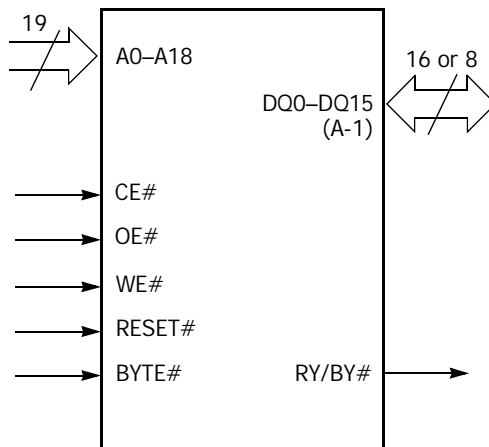 19
A0–A18
16 or 8
DQ0–DQ15
(A-1)
CE#
OE#
WE#
RESET#
BYTE#
RY/BY#